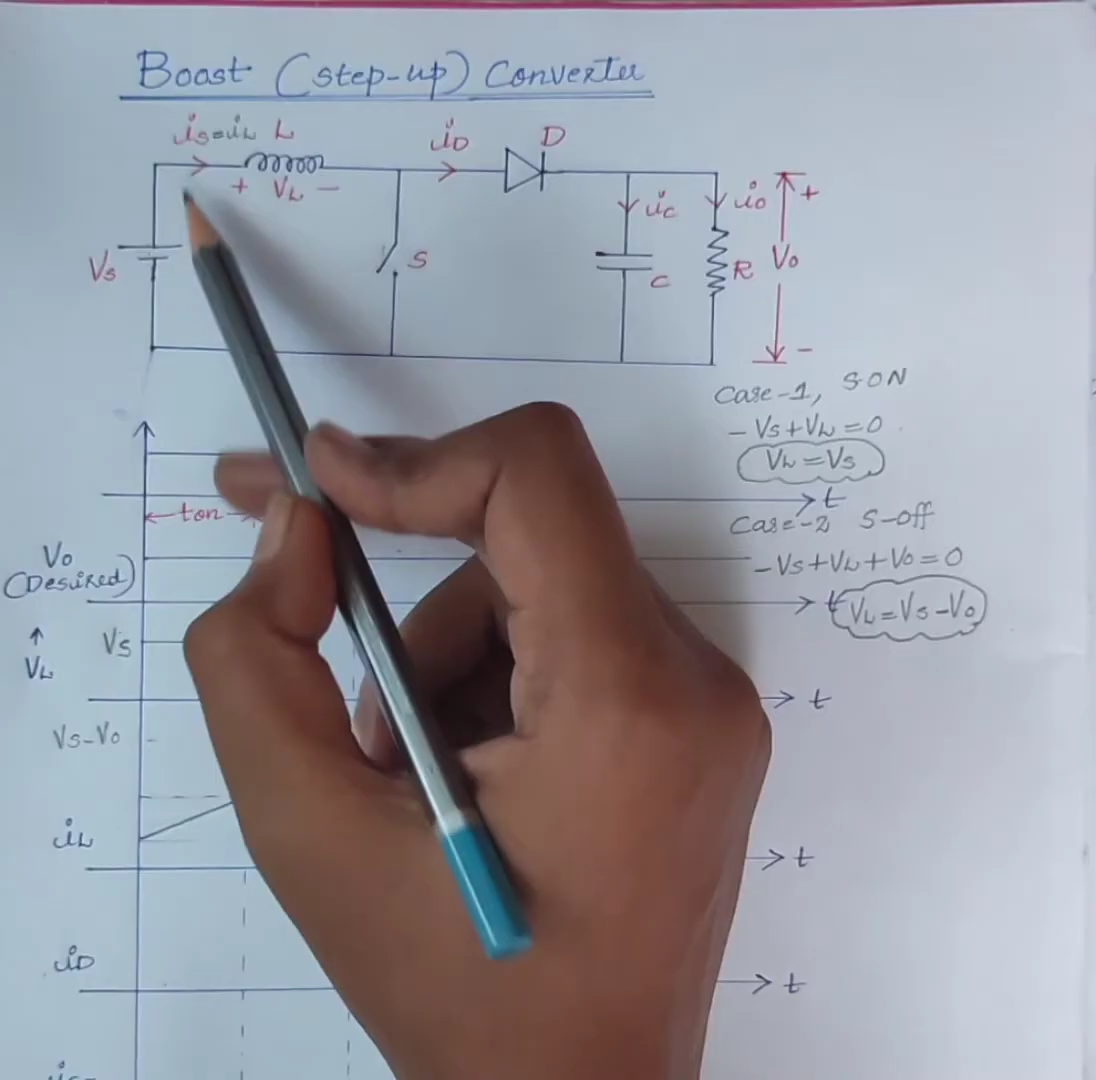 Boost (step-up) Converter
is=iL L
iD D
+ VL -
ic
io
+
Vs
S
C
R
Vo
-
Case-1, S-ON
-Vs+VL=0
VL=Vs
ton
t
Case-2 S-off
-Vs+VL+Vo=0
Vo
(Desired)
t
VL=Vs-Vo
VL
Vs
t
Vs-Vo
iL
t
iD
t